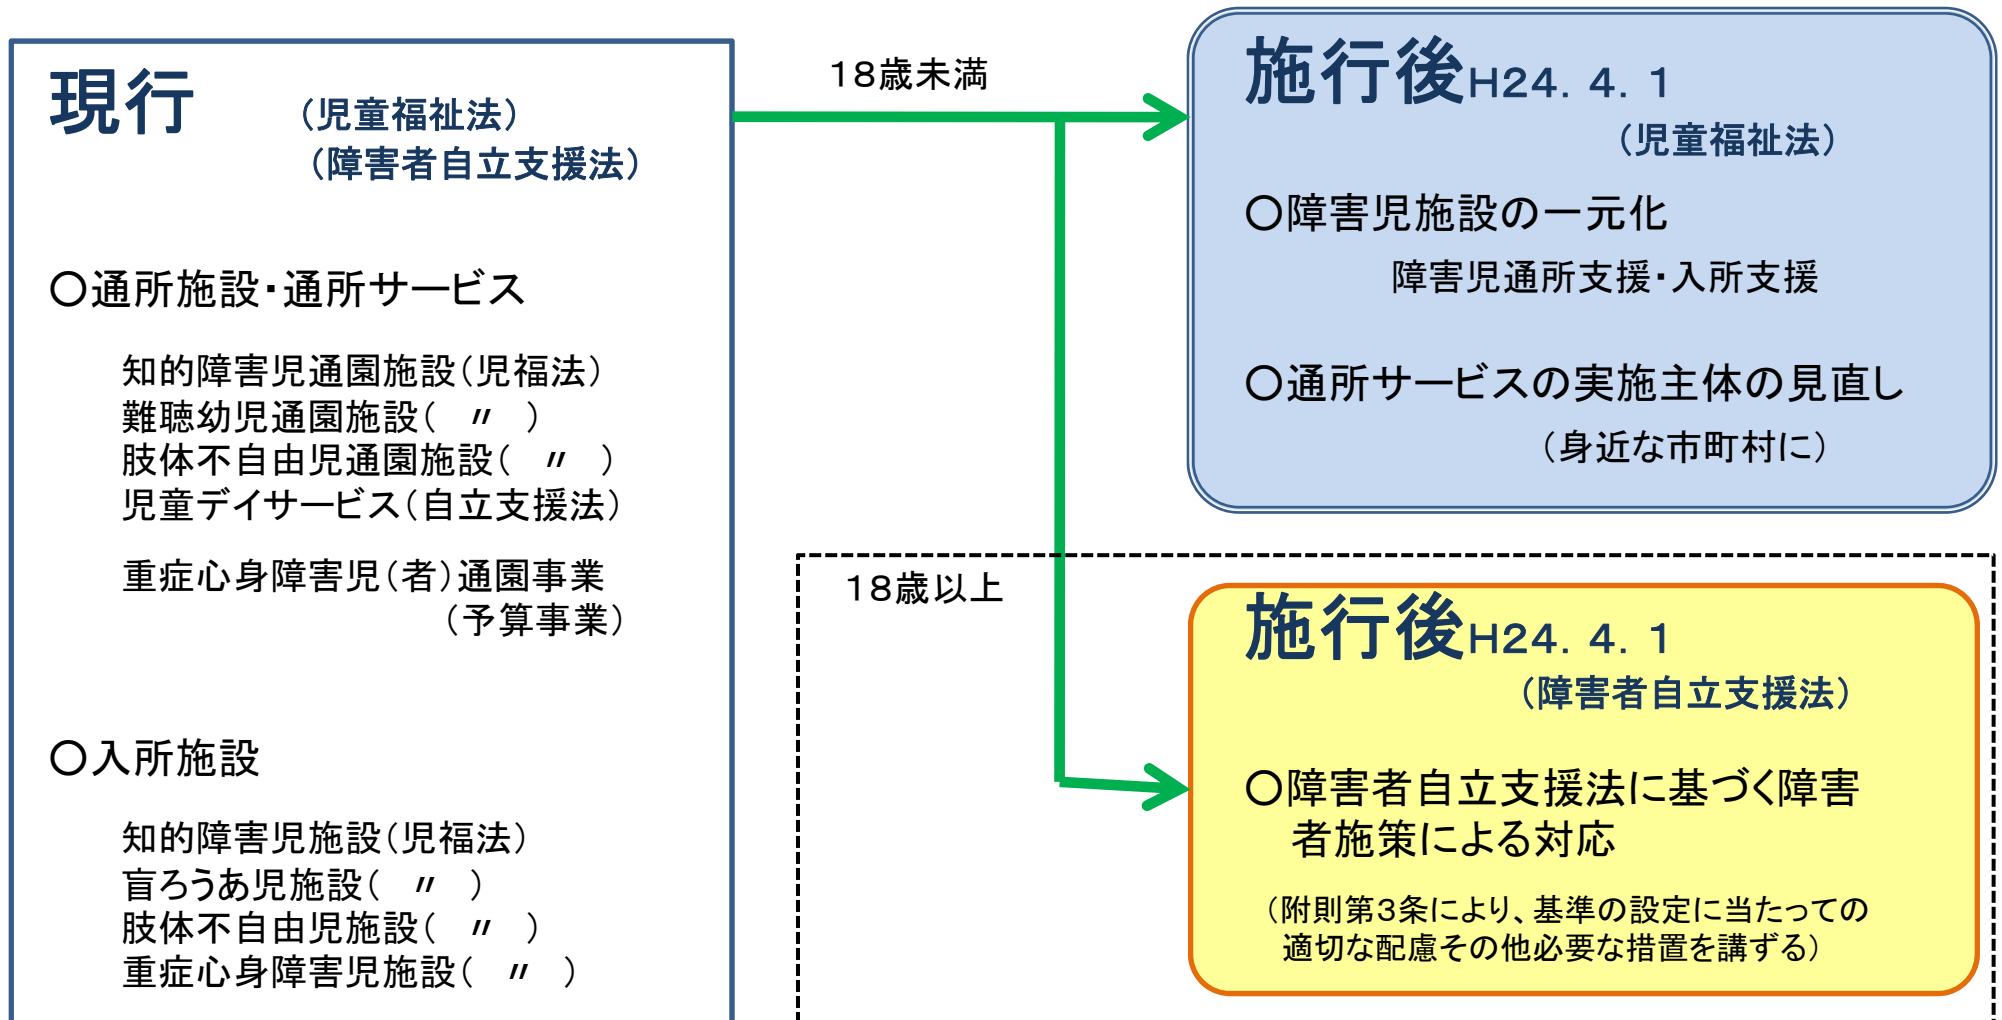 現行
（児童福祉法）
（障害者自立支援法）
○通所施設・通所サービス
知的障害児通園施設（児福法）
難聴幼児通園施設（　〃　）
肢体不自由児通園施設（　〃　）
児童デイサービス（自立支援法）
重症心身障害児（者）通園事業
（予算事業）
○入所施設
知的障害児施設（児福法）
盲ろうあ児施設（　〃　）
肢体不自由児施設（　〃　）
重症心身障害児施設（　〃　）
18歳未満
施行後H24．4．1
（児童福祉法）
○障害児施設の一元化
障害児通所支援・入所支援
○通所サービスの実施主体の見直し
（身近な市町村に）
18歳以上
施行後H24．4．1
（障害者自立支援法）
○障害者自立支援法に基づく障害
者施策による対応
（附則第3条により、基準の設定に当たっての
適切な配慮その他必要な措置を講ずる）